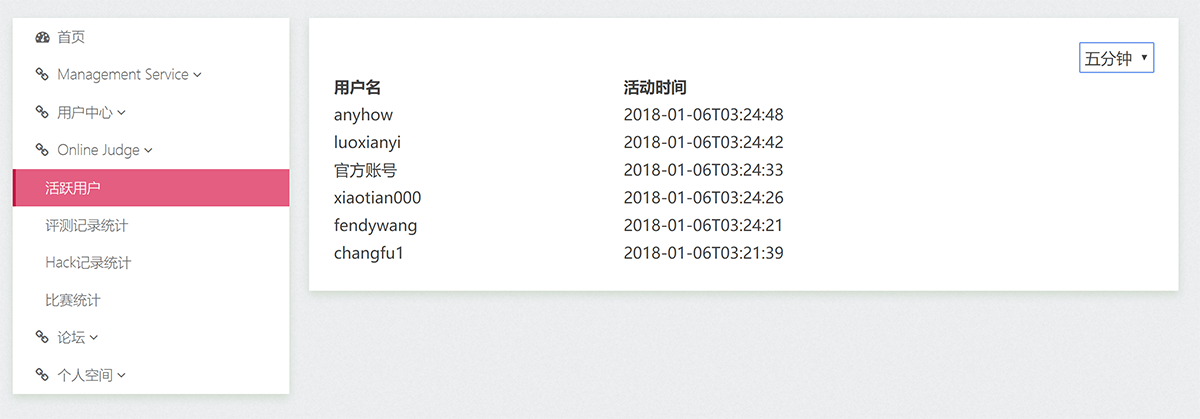 首页
Management Service
用户中心
Online Judge
活跃用户
评测记录统计
Hack记录统计
比赛统计
论坛
个人空间
五分钟
用户名 活动时间
anyhow 2018-01-06T03:24:48
luoxianyi 2018-01-06T03:24:42
官方账号 2018-01-06T03:24:33
xiaotian000 2018-01-06T03:24:26
fendywang 2018-01-06T03:24:21
changfu1 2018-01-06T03:21:39